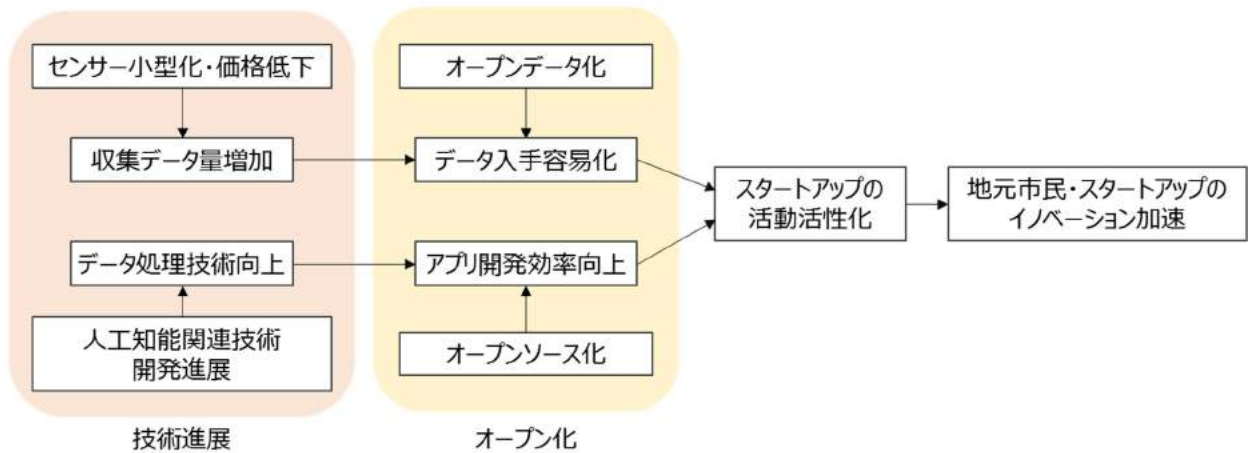 センサー小型化・価格低下
収集データ量増加
データ処理技術向上
人工知能関連技術
開発進展
技術進展
オープンデータ化
データ入手容易化
アプリ開発効率向上
オープンソース化
オープン化
スタートアップの
活動活性化
地元市民・スタートアップの
イノベーション加速